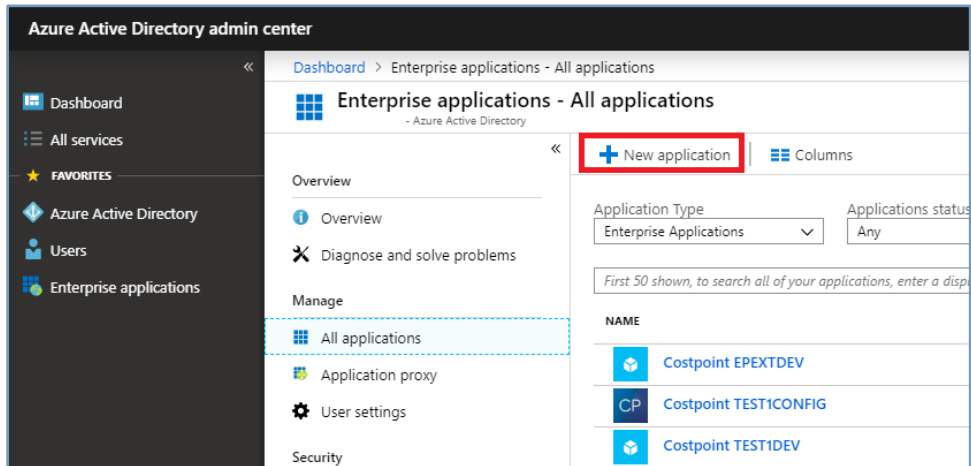 Azure Active Directory admin center
«
Dashboard
All services
FAVORITES
Azure Active Directory
Users
Enterprise applications
Dashboard > Enterprise applications - All applications
Enterprise applications - All applications
- Azure Active Directory
«
Overview
Overview
Diagnose and solve problems
Manage
All applications
Application proxy
User settings
Security
New application
Columns
Application Type
Applications status
Enterprise Applications
Any
First 50 shown, to search all of your applications, enter a disp
NAME
Costpoint EPEXTDEV
CP
Costpoint TEST1CONFIG
Costpoint TEST1DEV